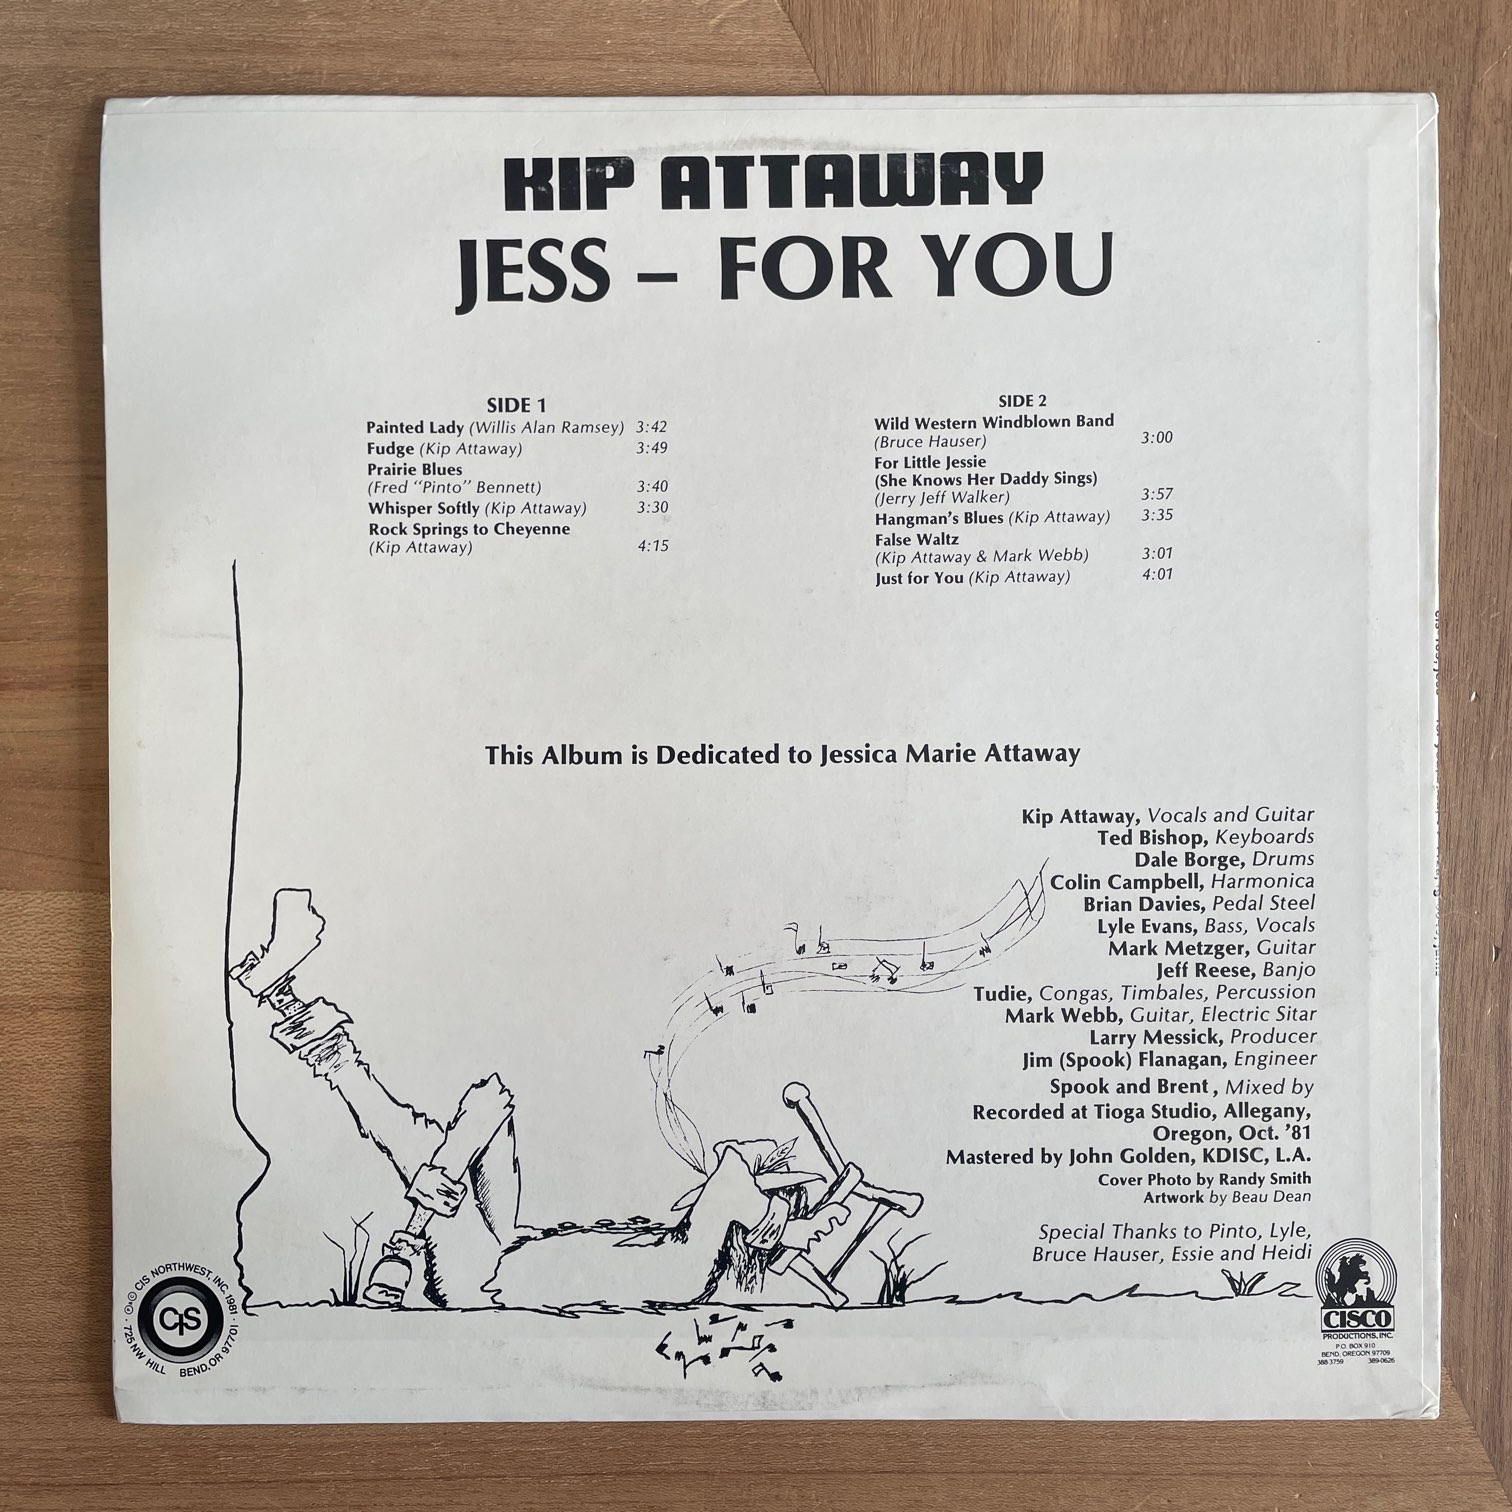 KIP ATTAWAY
JESS – FOR YOU
SIDE 1
Painted Lady (Willis Alan Ramsey) 3:42
Fudge (Kip Attaway) 3:49
Prairie Blues
(Fred "Pinto" Bennett) 3:40
Whisper Softly (Kip Attaway) 3:30
Rock Springs to Cheyenne
(Kip Attaway) 4:15
SIDE 2
Wild Western Windblown Band
(Bruce Hauser) 3:00
For Little Jessie
(She Knows Her Daddy Sings)
(Jerry Jeff Walker) 3:57
Hangman's Blues (Kip Attaway) 3:35
False Waltz
(Kip Attaway & Mark Webb) 3:01
Just for You (Kip Attaway) 4:01
This Album is Dedicated to Jessica Marie Attaway
Kip Attaway, Vocals and Guitar
Ted Bishop, Keyboards
Dale Borge, Drums
Colin Campbell, Harmonica
Brian Davies, Pedal Steel
Lyle Evans, Bass, Vocals
Mark Metzger, Guitar
Jeff Reese, Banjo
Tudie, Congas, Timbales, Percussion
Mark Webb, Guitar, Electric Sitar
Larry Messick, Producer
Jim (Spook) Flanagan, Engineer
Spook and Brent, Mixed by
Recorded at Tioga Studio, Allegany,
Oregon, Oct. '81
Mastered by John Golden, KDISC, L.A.
Cover Photo by Randy Smith
Artwork by Beau Dean
Special Thanks to Pinto, Lyle,
Bruce Hauser, Essie and Heidi
℗ © CIS NORTHWEST, INC. 1981 · 725 NW HILL BEND, OR 97701 ·
CIS
CISCO
PRODUCTIONS, INC.
P.O. BOX 910
BEND, OREGON 97709
388-3759 389-0626